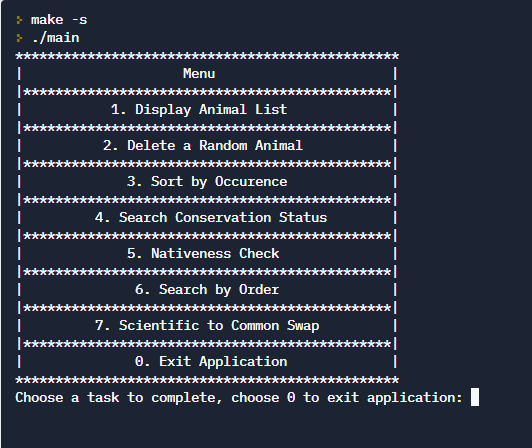 > make -s
> ./main
************************************************
| Menu |
|**********************************************|
| 1. Display Animal List |
|**********************************************|
| 2. Delete a Random Animal |
|**********************************************|
| 3. Sort by Occurence |
|**********************************************|
| 4. Search Conservation Status |
|**********************************************|
| 5. Nativeness Check |
|**********************************************|
| 6. Search by Order |
|**********************************************|
| 7. Scientific to Common Swap |
|**********************************************|
| 0. Exit Application |
************************************************
Choose a task to complete, choose 0 to exit application: